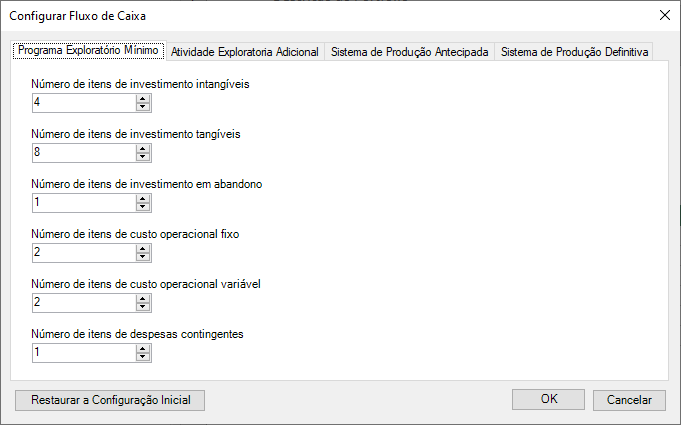 Configurar Fluxo de Caixa
Programa Exploratório Mínimo
Atividade Exploratoria Adicional
Sistema de Produção Antecipada
Sistema de Produção Definitiva
Número de itens de investimento intangíveis
4
Número de itens de investimento tangíveis
8
Número de itens de investimento em abandono
1
Número de itens de custo operacional fixo
2
Número de itens de custo operacional variável
2
Número de itens de despesas contingentes
1
Restaurar a Configuração Inicial
OK
Cancelar